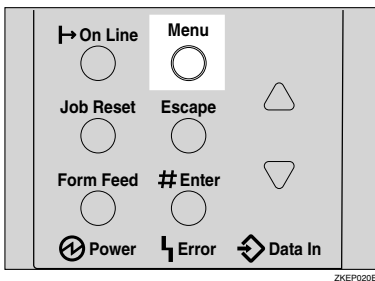 On Line Menu
Job Reset Escape
Form Feed # Enter
Power Error Data In
ZKEP020E